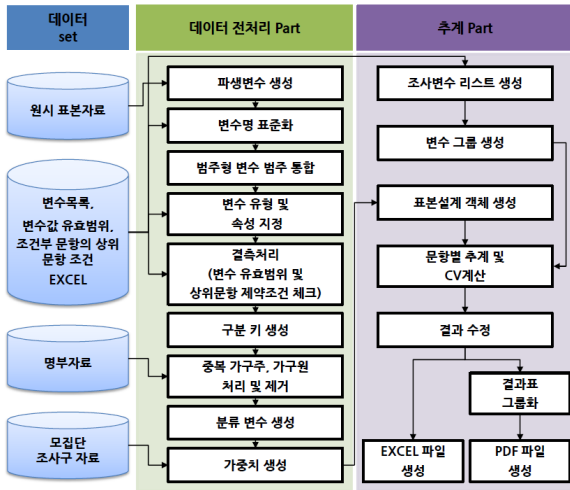 데이터
set
데이터 전처리 Part
추계 Part
원시 표본자료
변수목록,
변수값 유효범위,
조건부 문항의 상위
문항 조건
EXCEL
명부자료
모집단
조사구 자료
파생변수 생성
변수명 표준화
범주형 변수 범주 통합
변수 유형 및
속성 지정
결측처리
(변수 유효범위 및
상위문항 제약조건 체크)
구분 키 생성
중복 가구주, 가구원
처리 및 제거
분류 변수 생성
가중치 생성
조사변수 리스트 생성
변수 그룹 생성
표본설계 객체 생성
문항별 추계 및
CV계산
결과 수정
결과표
그룹화
EXCEL 파일
생성
PDF 파일
생성